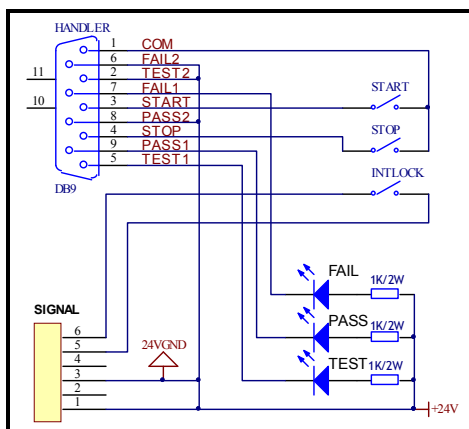 HANDLER
1 COM
6 FAIL2
2 TEST2
7 FAIL1
3 START
8 PASS2
4 STOP
9 PASS1
5 TEST1
11
10
DB9
START
STOP
INTLOCK
FAIL 1K/2W
PASS 1K/2W
TEST 1K/2W
SIGNAL
6
5
4
3
2
1
24VGND
+24V